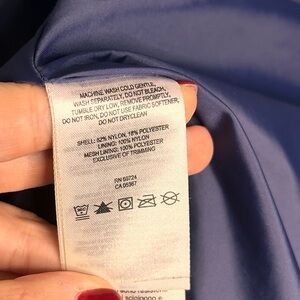 MACHINE WASH COLD GENTLE,
WASH SEPARATELY, DO NOT BLEACH,
TUMBLE DRY LOW, REMOVE PROMPTLY,
DO NOT IRON, DO NOT USE FABRIC SOFTENER,
DO NOT DRYCLEAN
SHELL: 82% NYLON, 18% POLYESTER
LINING: 100% NYLON
MESH LINING: 100% POLYESTER
EXCLUSIVE OF TRIMMING
RN 60724
CA 05367